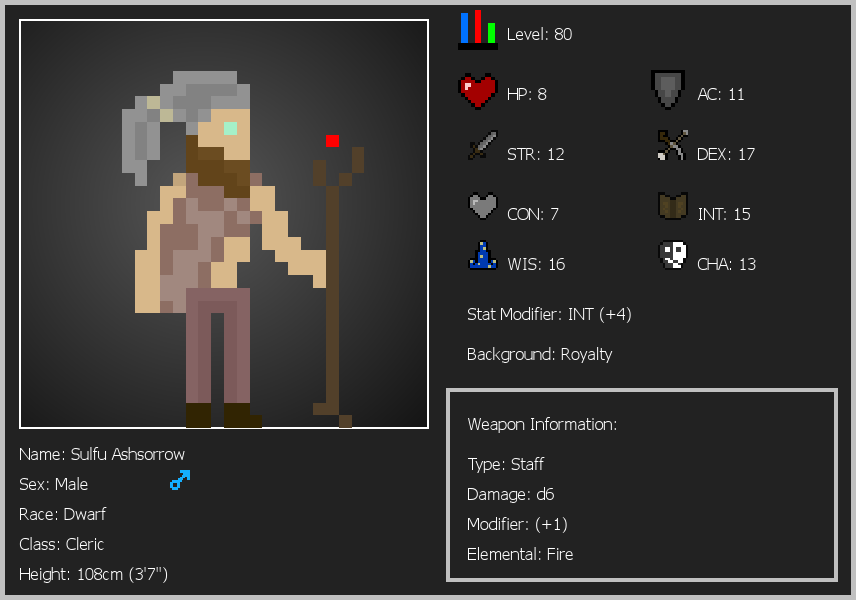 Level: 80
HP: 8
AC: 11
STR: 12
DEX: 17
CON: 7
INT: 15
WIS: 16
CHA: 13
Stat Modifier: INT (+4)
Background: Royalty
Weapon Information:
Type: Staff
Damage: d6
Modifier: (+1)
Elemental: Fire
Name: Sulfu Ashsorrow
Sex: Male
Race: Dwarf
Class: Cleric
Height: 108cm (3'7")